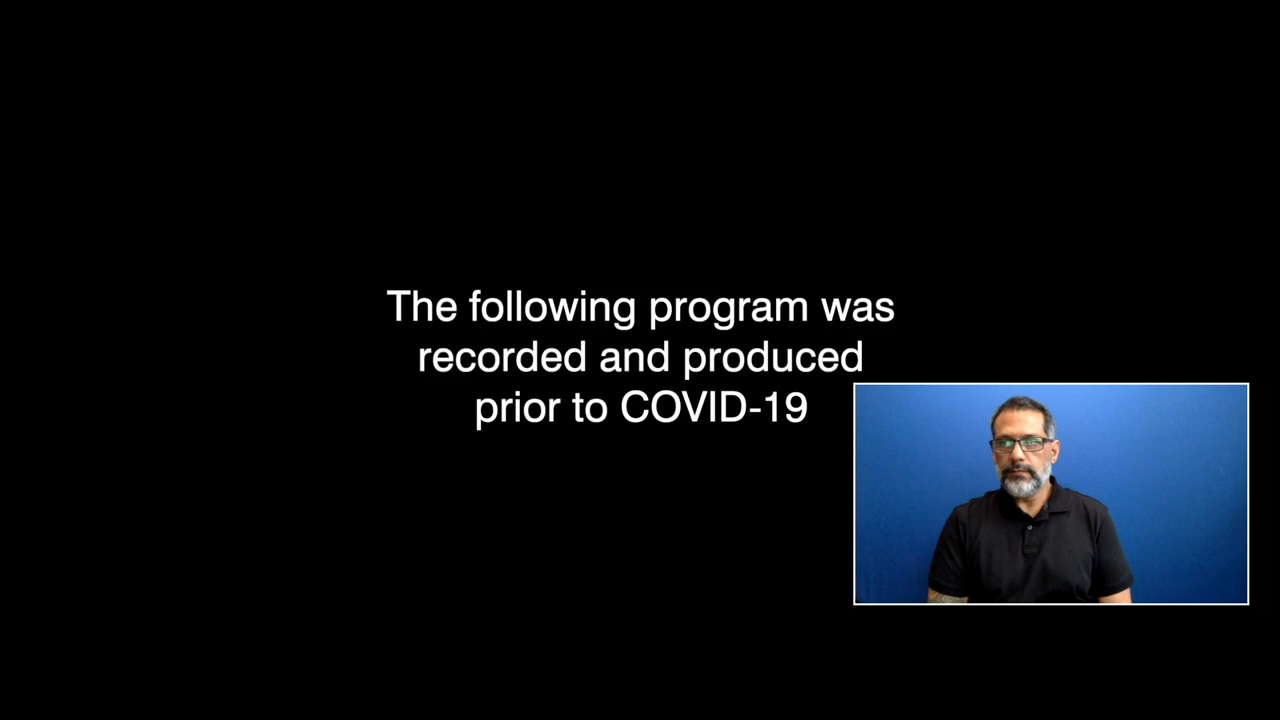 The following program was
recorded and produced
prior to COVID-19